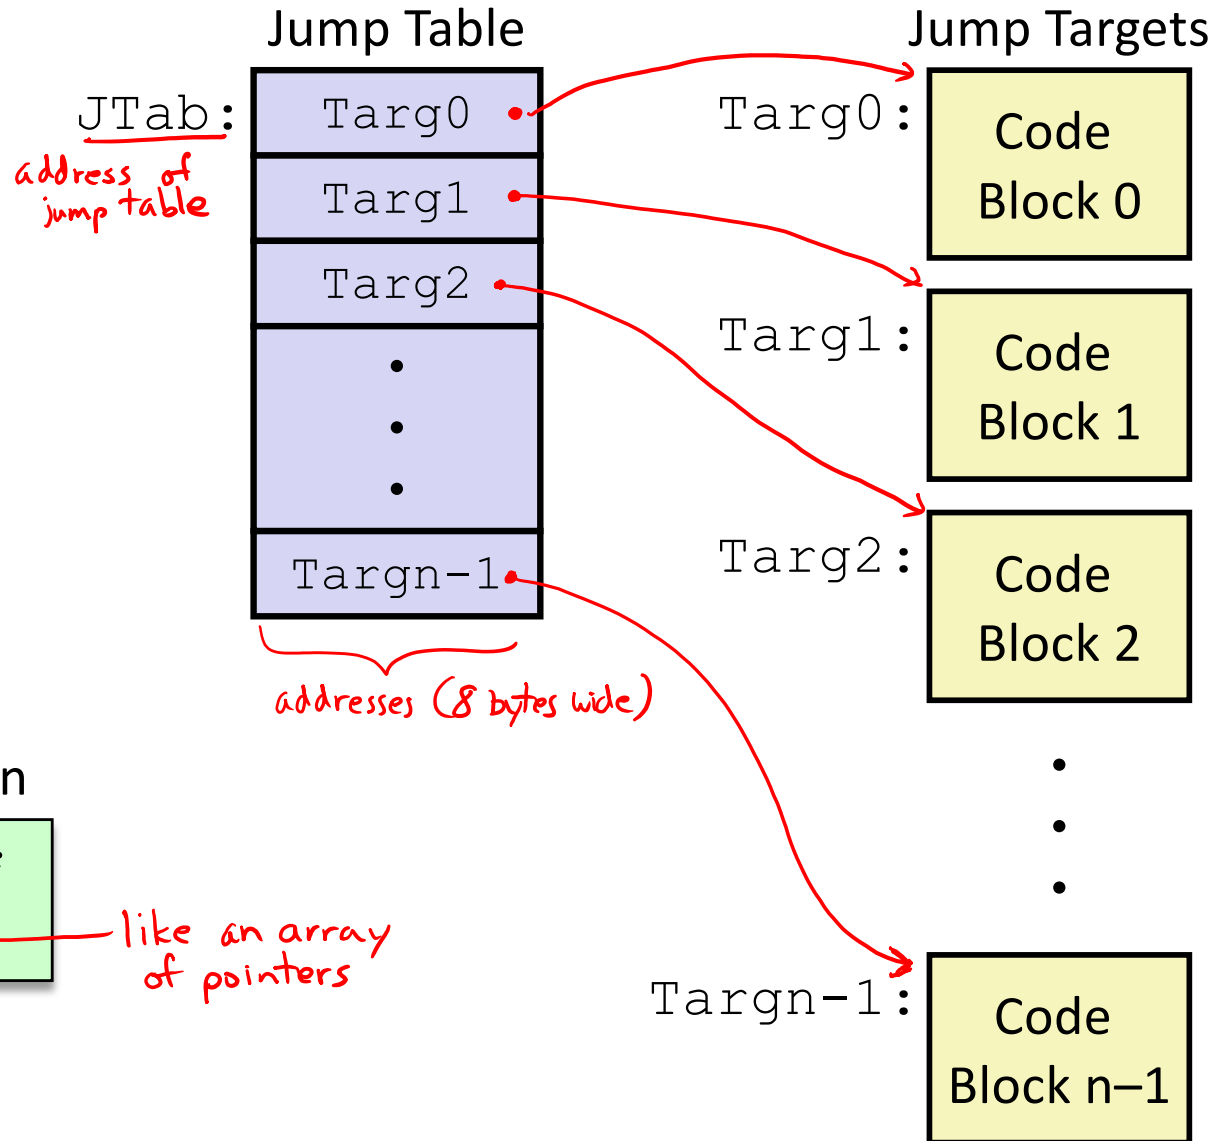 Jump Table
JTab:
address of
jump table
Targ0
Targ1
Targ2
•
•
•
Targn-1
addresses (8 bytes wide)
Jump Targets
Targ0:
Code
Block 0
Targ1:
Code
Block 1
Targ2:
Code
Block 2
•
•
•
Targn-1:
Code
Block n–1
n
;
like an array
of pointers